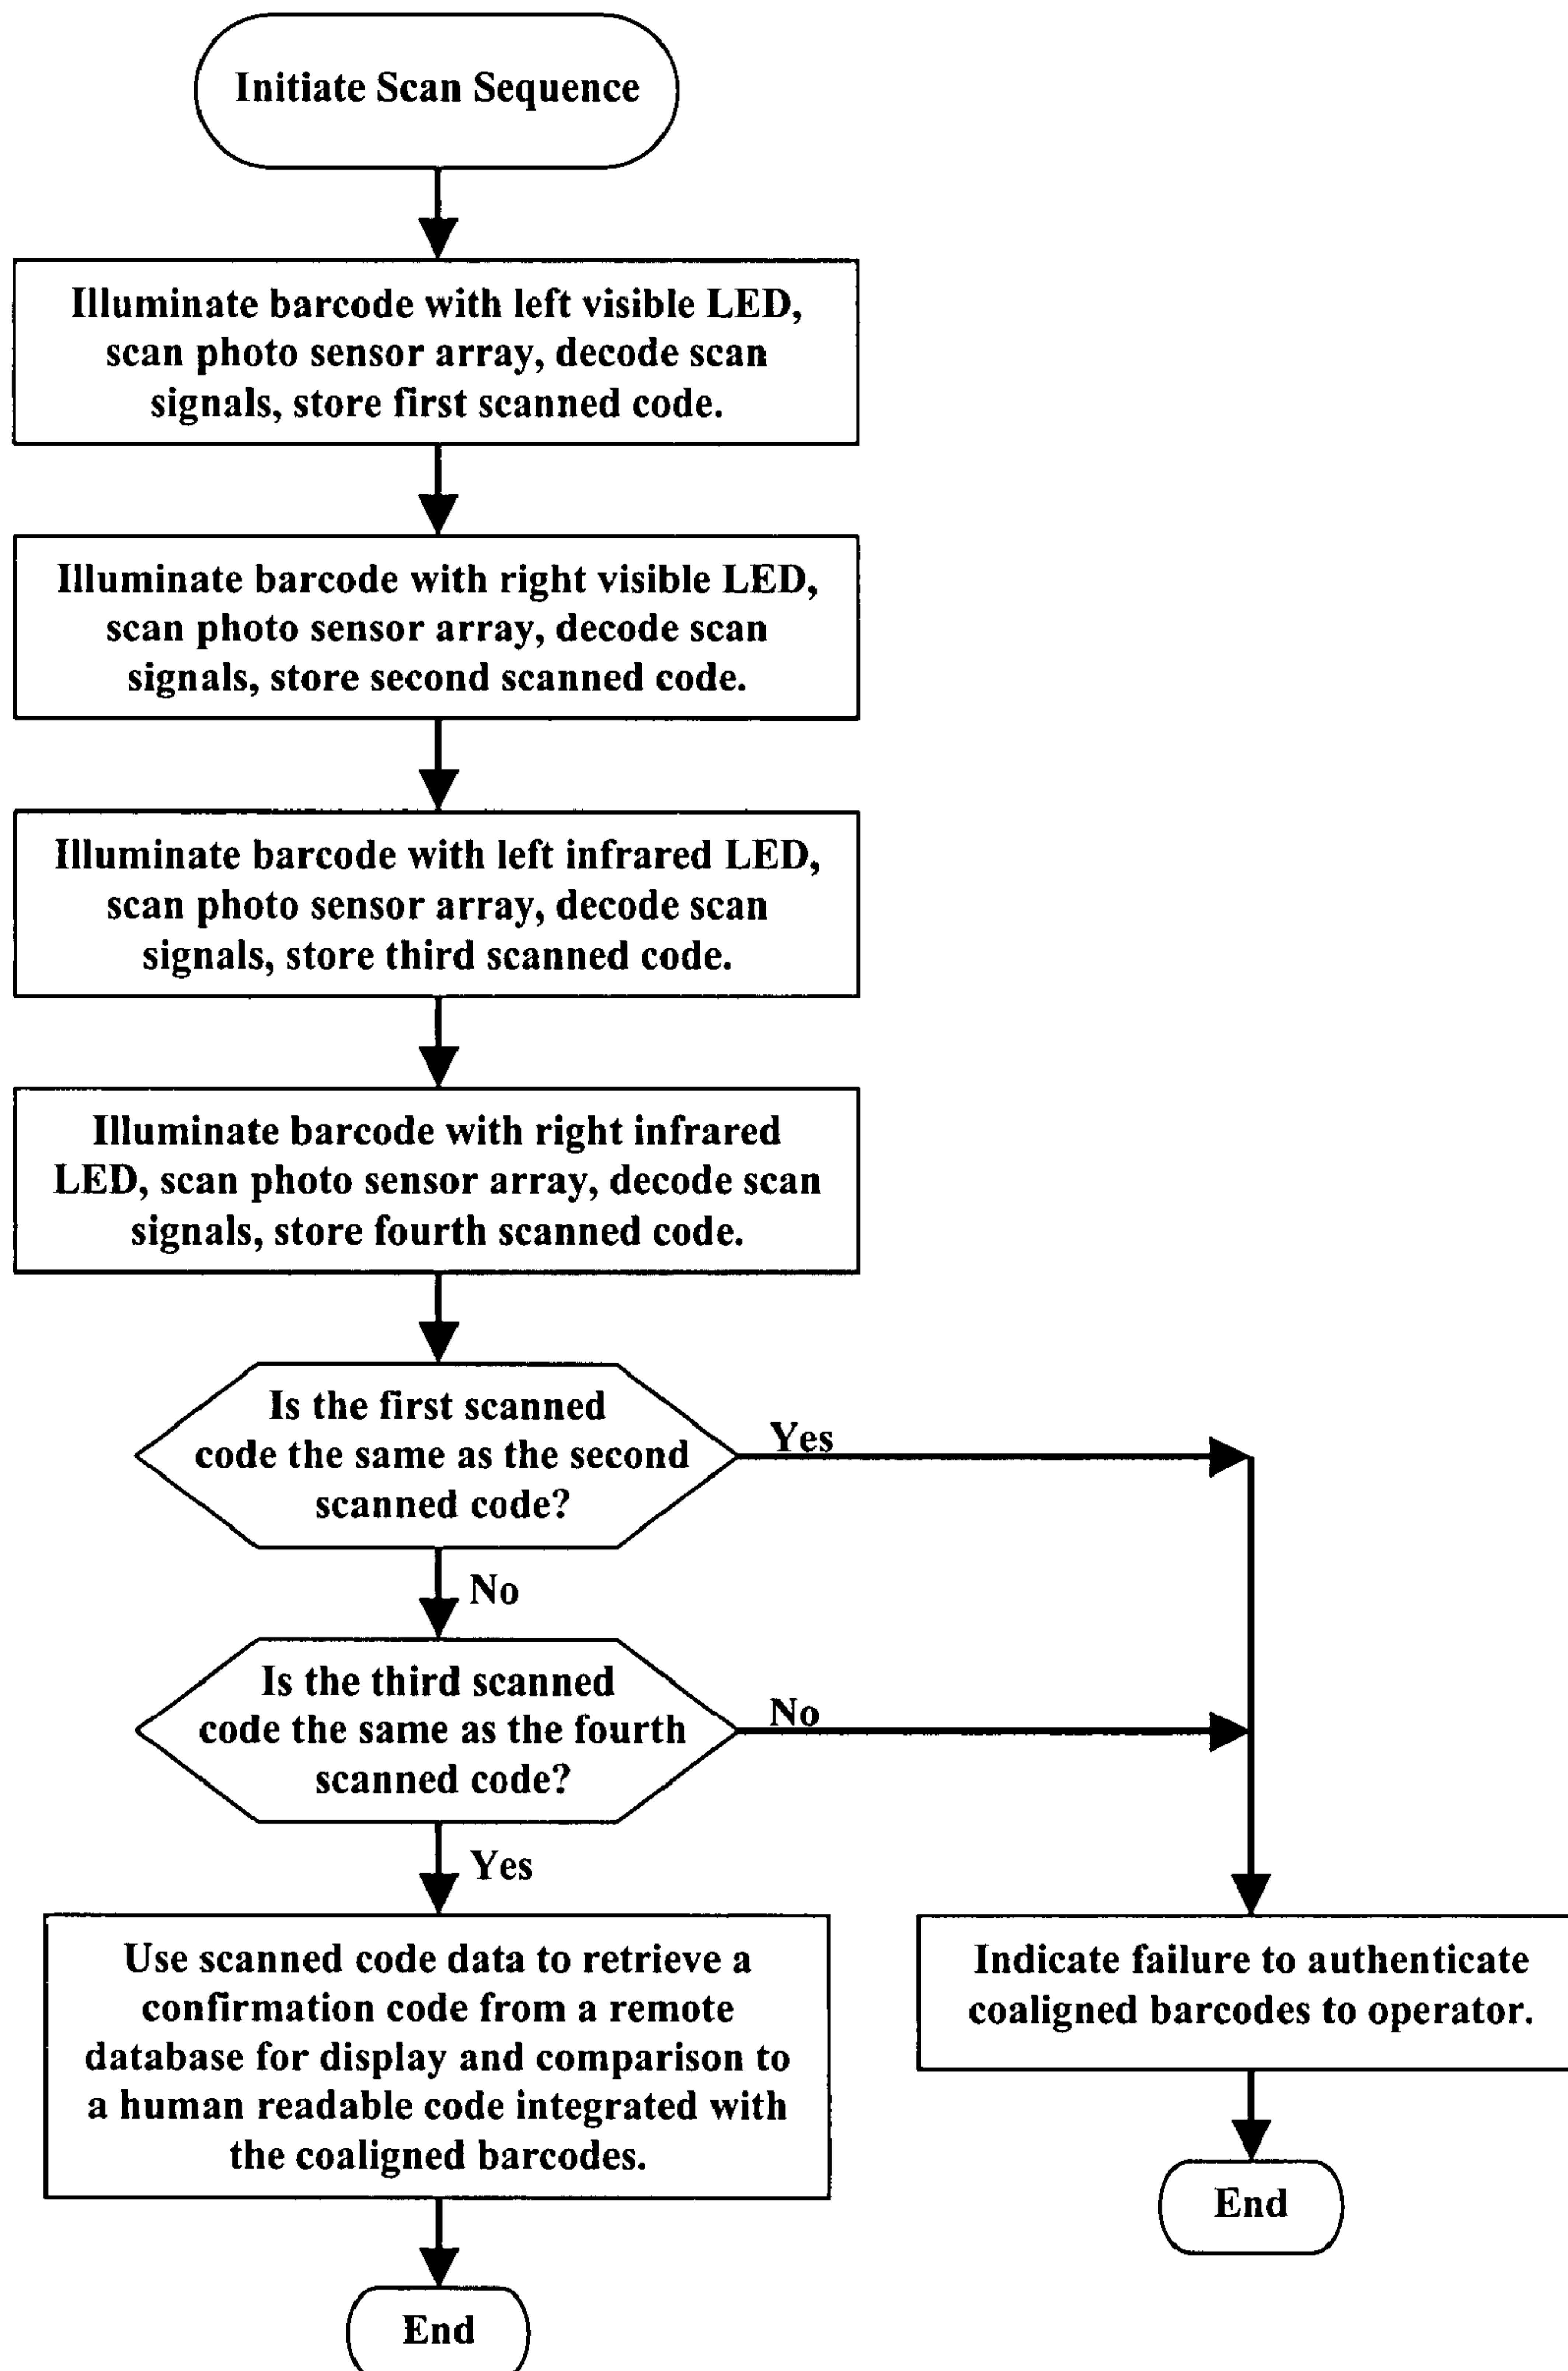 Initiate Scan Sequence
Illuminate barcode with left visible LED,
scan photo sensor array, decode scan
signals, store first scanned code.
Illuminate barcode with right visible LED,
scan photo sensor array, decode scan
signals, store second scanned code.
Illuminate barcode with left infrared LED,
scan photo sensor array, decode scan
signals, store third scanned code.
Illuminate barcode with right infrared
LED, scan photo sensor array, decode scan
signals, store fourth scanned code.
Is the first scanned
code the same as the second
scanned code?
Yes
No
Is the third scanned
code the same as the fourth
scanned code?
No
Yes
Use scanned code data to retrieve a
confirmation code from a remote
database for display and comparison to
a human readable code integrated with
the coaligned barcodes.
Indicate failure to authenticate
coaligned barcodes to operator.
End
End